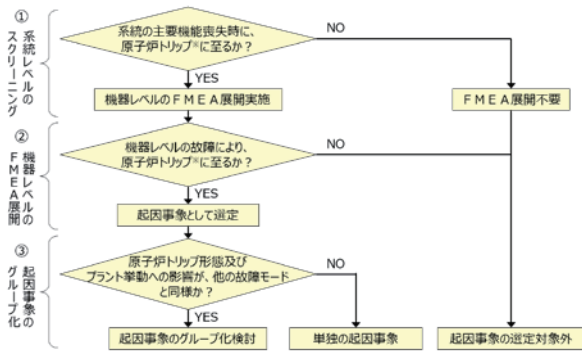 ①
系統レベルの
スクリーニング
系統の主要機能喪失時に、
原子炉トリップ※に至るか?
NO
YES
機器レベルのFMEA展開実施
FMEA展開不要
②
機器レベルの
FMEA展開
機器レベルの故障により、
原子炉トリップ※に至るか?
NO
YES
起因事象として選定
③
起因事象の
グループ化
原子炉トリップ形態及び
プラント挙動への影響が、他の故障モード
と同様か?
NO
YES
起因事象のグループ化検討
単独の起因事象
起因事象の選定対象外